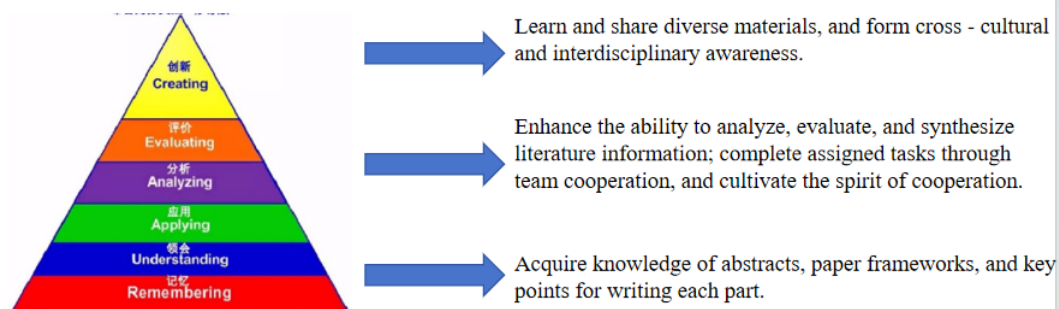 创新
Creating
评价
Evaluating
分析
Analyzing
应用
Applying
领会
Understanding
记忆
Remembering
Learn and share diverse materials, and form cross - cultural
and interdisciplinary awareness.
Enhance the ability to analyze, evaluate, and synthesize
literature information; complete assigned tasks through
team cooperation, and cultivate the spirit of cooperation.
Acquire knowledge of abstracts, paper frameworks, and key
points for writing each part.